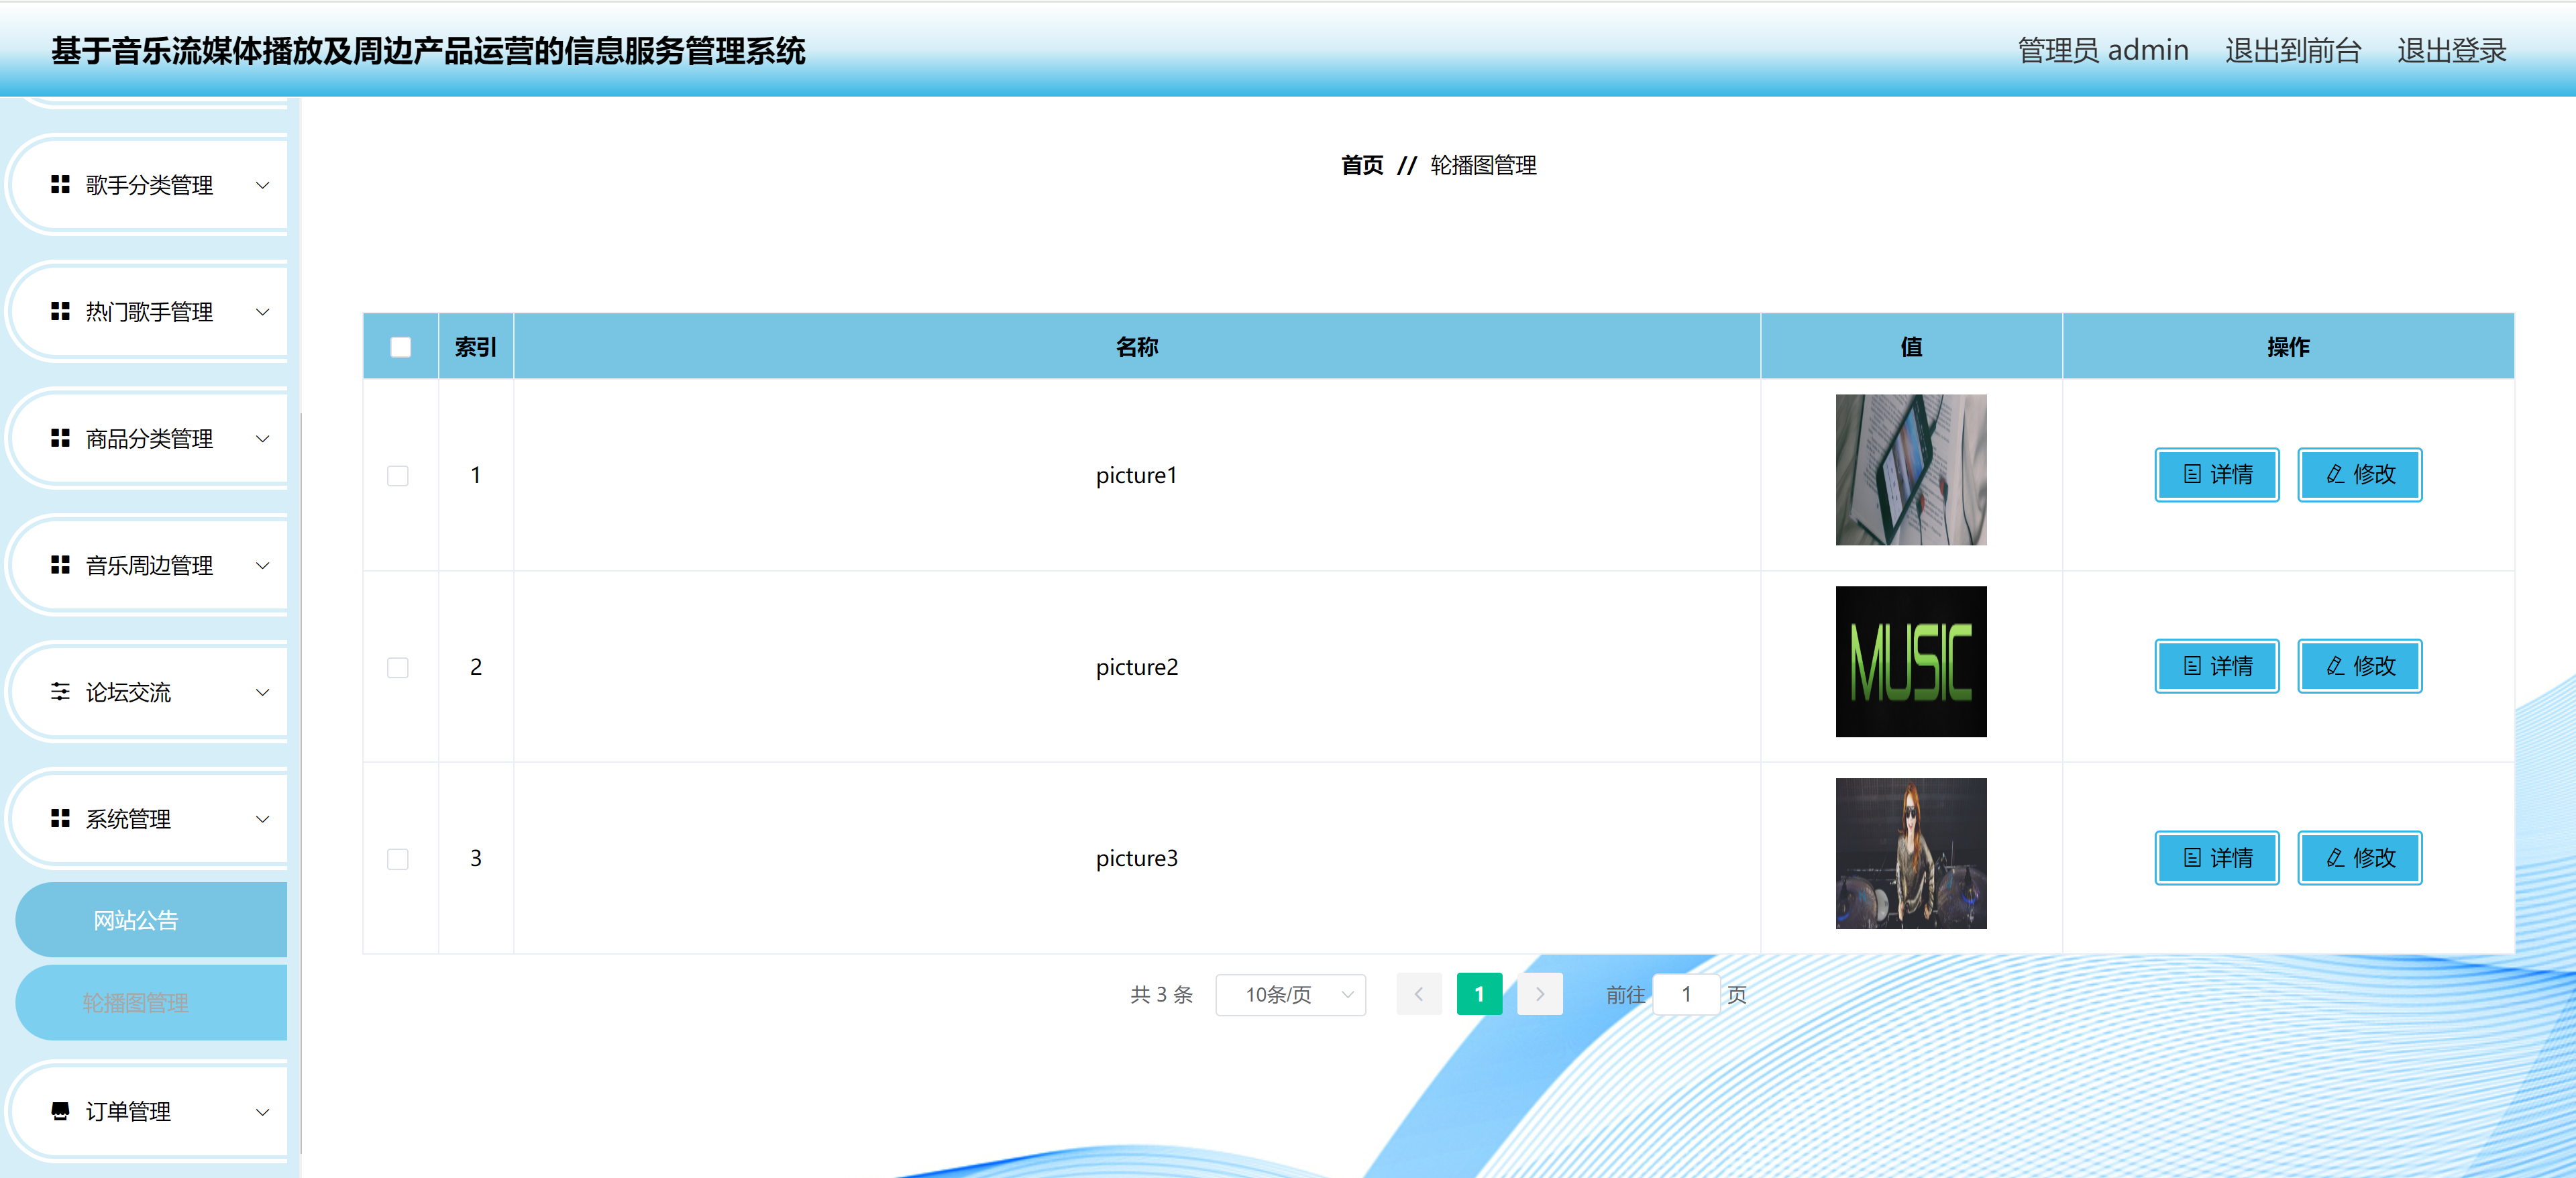 基于音乐流媒体播放及周边产品运营的信息服务管理系统
管理员 admin 退出到前台 退出登录
歌手分类管理
热门歌手管理
商品分类管理
音乐周边管理
论坛交流
系统管理
网站公告
轮播图管理
订单管理
首页 // 轮播图管理
索引 名称 值 操作
1 picture1 详情 修改
2 picture2 MUSIC 详情 修改
3 picture3 详情 修改
共 3 条 10条/页 1 前往 1 页